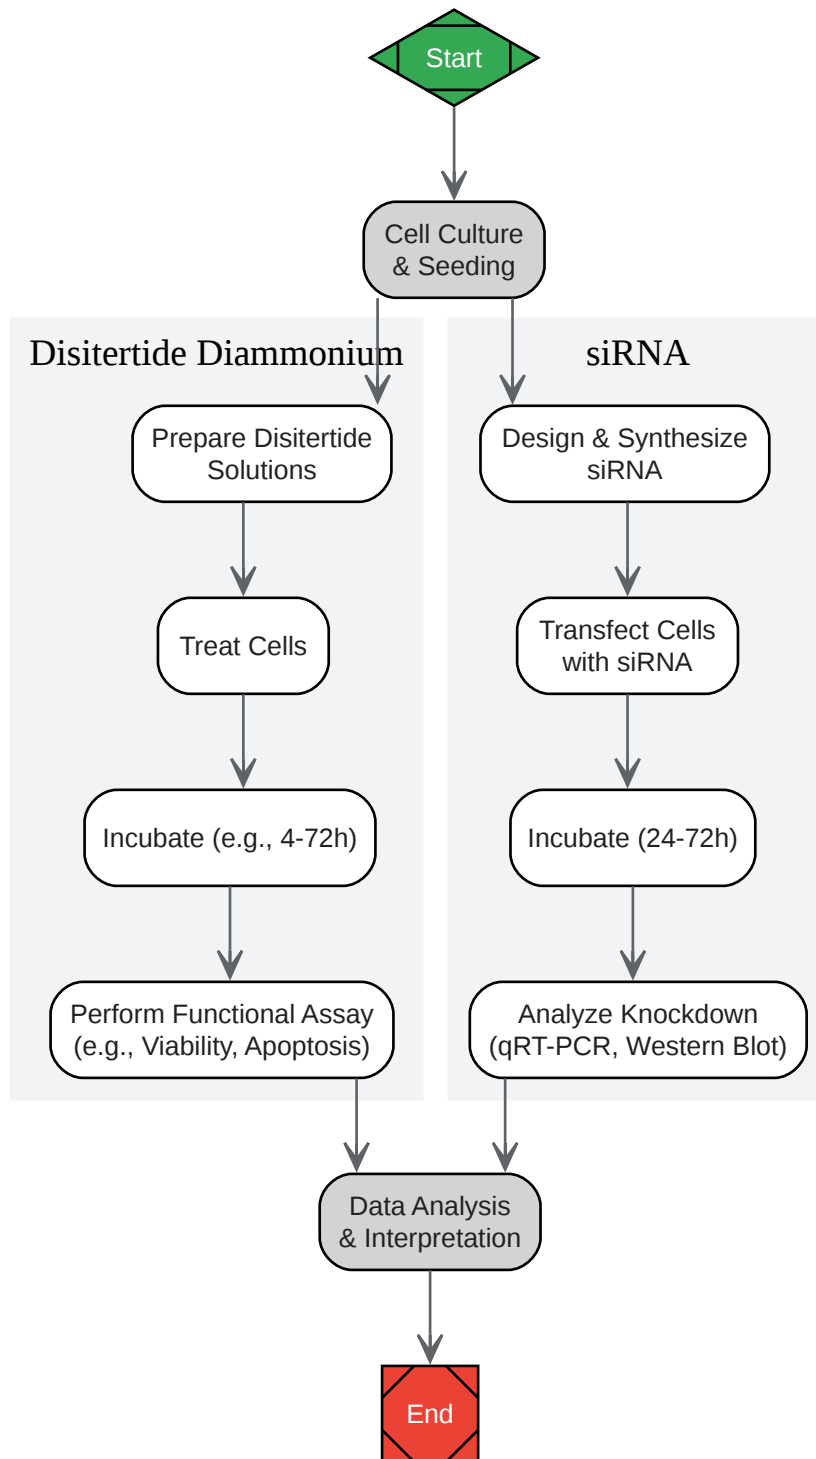 Start
Cell Culture
& Seeding
Disitertide Diammonium
Prepare Disitertide
Solutions
Treat Cells
Incubate (e.g., 4-72h)
Perform Functional Assay
(e.g., Viability, Apoptosis)
siRNA
Design & Synthesize
siRNA
Transfect Cells
with siRNA
Incubate (24-72h)
Analyze Knockdown
(qRT-PCR, Western Blot)
Data Analysis
& Interpretation
End